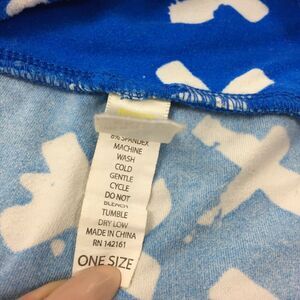 8% SPANDEX
MACHINE
WASH
COLD
GENTLE
CYCLE
DO NOT
BLEACH
TUMBLE
DRY LOW
MADE IN CHINA
RN 142161
ONE SIZE